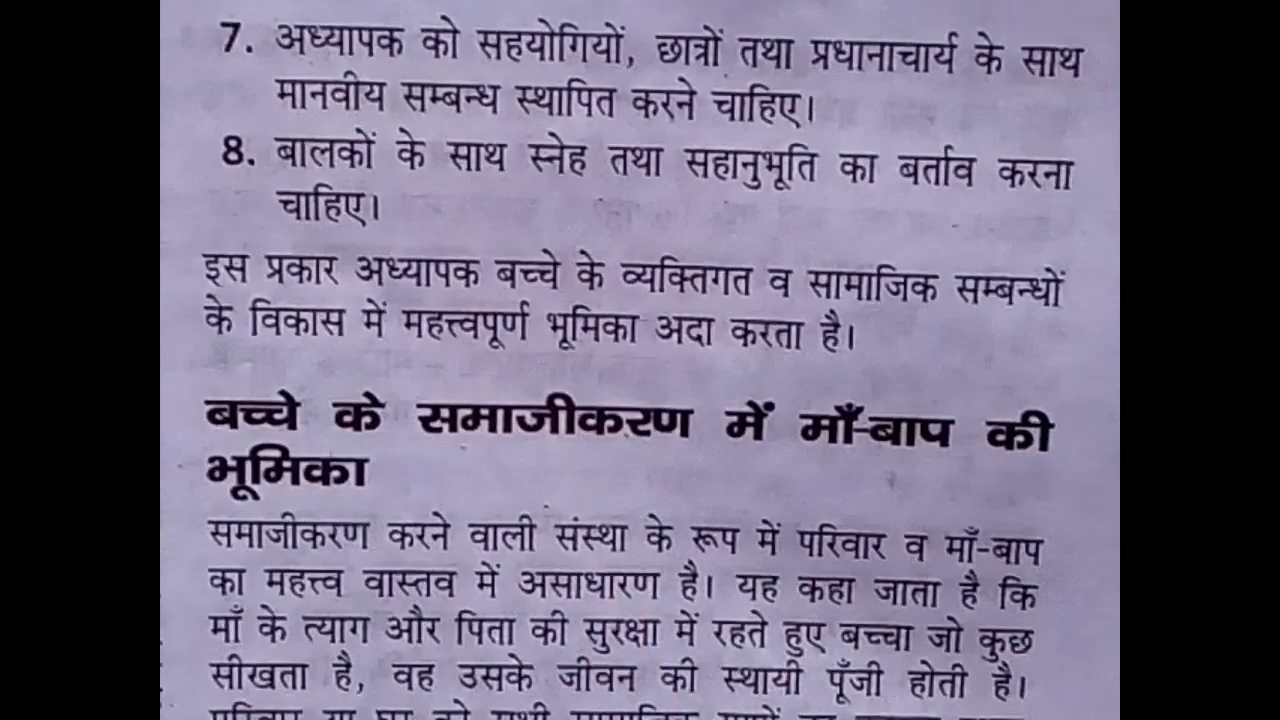 7. अध्यापक को सहयोगियों, छात्रों तथा प्रधानाचार्य के साथ
मानवीय सम्बन्ध स्थापित करने चाहिए।
8. बालकों के साथ स्नेह तथा सहानुभूति का बर्ताव करना
चाहिए।
इस प्रकार अध्यापक बच्चे के व्यक्तिगत व सामाजिक सम्बन्धों
के विकास में महत्त्वपूर्ण भूमिका अदा करता है।
बच्चे के समाजीकरण में माँ-बाप की
भूमिका
समाजीकरण करने वाली संस्था के रूप में परिवार व माँ-बाप
का महत्त्व वास्तव में असाधारण है। यह कहा जाता है कि
माँ के त्याग और पिता की सुरक्षा में रहते हुए बच्चा जो कुछ
सीखता है, वह उसके जीवन की स्थायी पूँजी होती है।